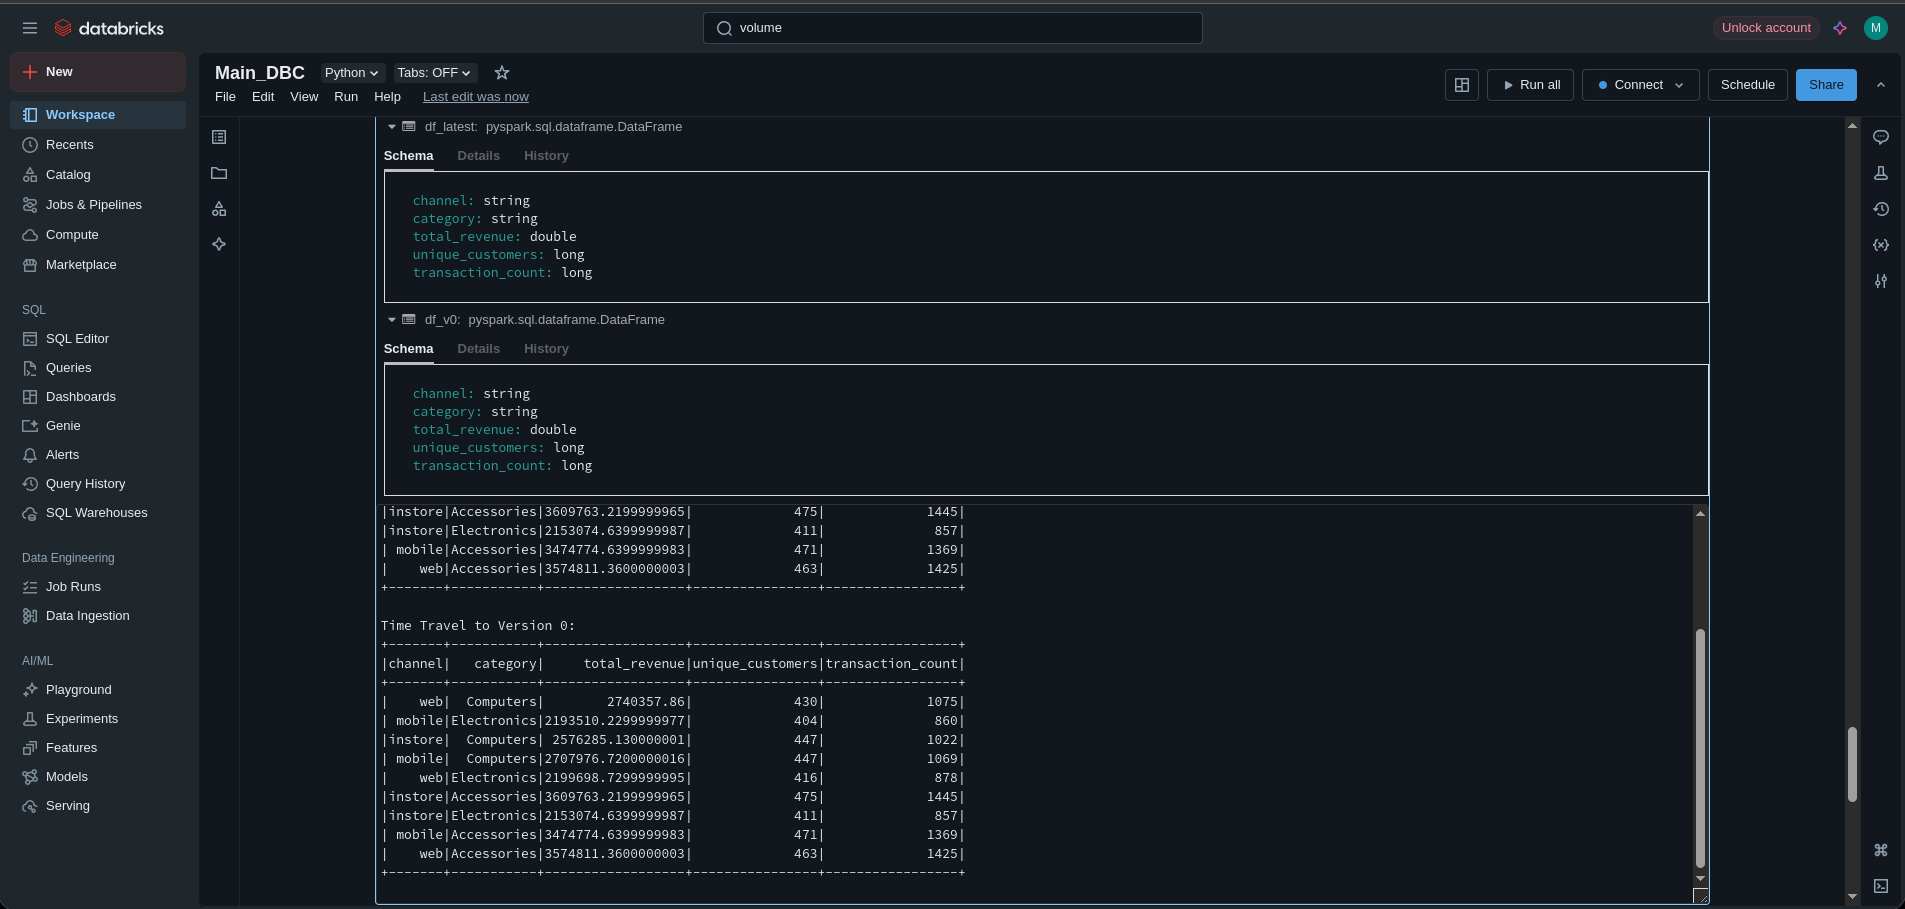 databricks
volume
Unlock account
M
New
Workspace
Recents
Catalog
Jobs & Pipelines
Compute
Marketplace
SQL
SQL Editor
Queries
Dashboards
Genie
Alerts
Query History
SQL Warehouses
Data Engineering
Job Runs
Data Ingestion
AI/ML
Playground
Experiments
Features
Models
Serving
Main_DBC Python Tabs: OFF
File Edit View Run Help Last edit was now
Run all Connect Schedule Share
df_latest: pyspark.sql.dataframe.DataFrame
Schema Details History
channel: string
category: string
total_revenue: double
unique_customers: long
transaction_count: long
df_v0: pyspark.sql.dataframe.DataFrame
Schema Details History
channel: string
category: string
total_revenue: double
unique_customers: long
transaction_count: long
|instore|Accessories|3609763.2199999965|             475|             1445|
|instore|Electronics|2153074.6399999987|             411|              857|
| mobile|Accessories|3474774.6399999983|             471|             1369|
|    web|Accessories|3574811.3600000003|             463|             1425|
+-------+-----------+------------------+----------------+-----------------+
Time Travel to Version 0:
+-------+-----------+------------------+----------------+-----------------+
|channel|   category|     total_revenue|unique_customers|transaction_count|
+-------+-----------+------------------+----------------+-----------------+
|    web|  Computers|        2740357.86|             430|             1075|
| mobile|Electronics|2193510.2299999977|             404|              860|
|instore|  Computers| 2576285.130000001|             447|             1022|
| mobile|  Computers|2707976.7200000016|             447|             1069|
|    web|Electronics|2199698.7299999995|             416|              878|
|instore|Accessories|3609763.2199999965|             475|             1445|
|instore|Electronics|2153074.6399999987|             411|              857|
| mobile|Accessories|3474774.6399999983|             471|             1369|
|    web|Accessories|3574811.3600000003|             463|             1425|
+-------+-----------+------------------+----------------+-----------------+